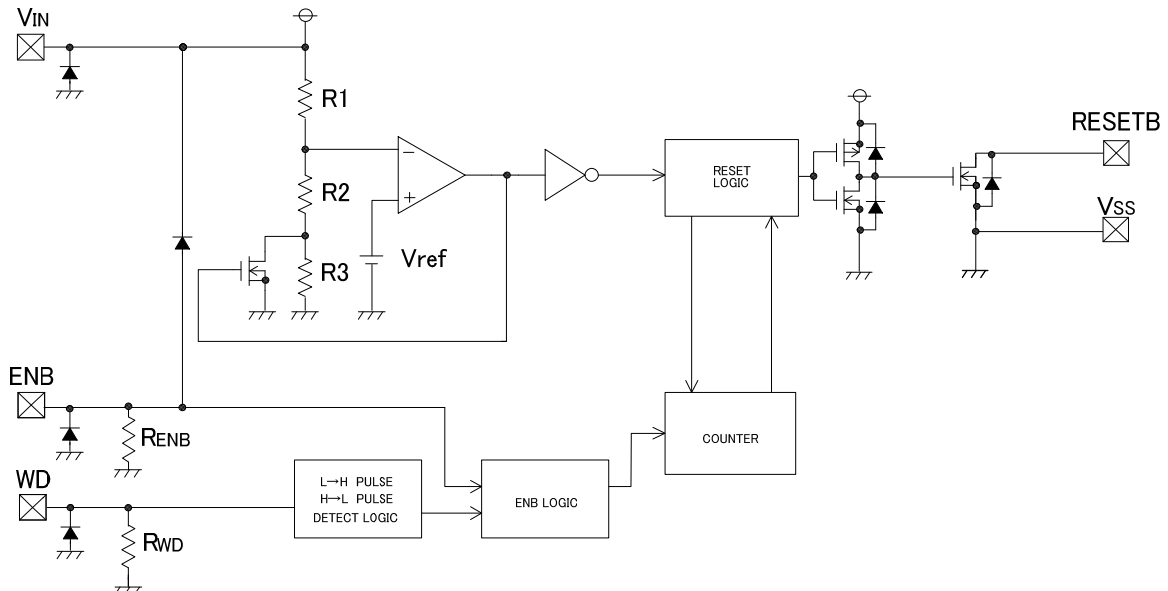 VIN
R1
R2
R3
−
+
Vref
RESET
LOGIC
RESETB
VSS
ENB
RENB
WD
RWD
L→H PULSE
H→L PULSE
DETECT LOGIC
ENB LOGIC
COUNTER